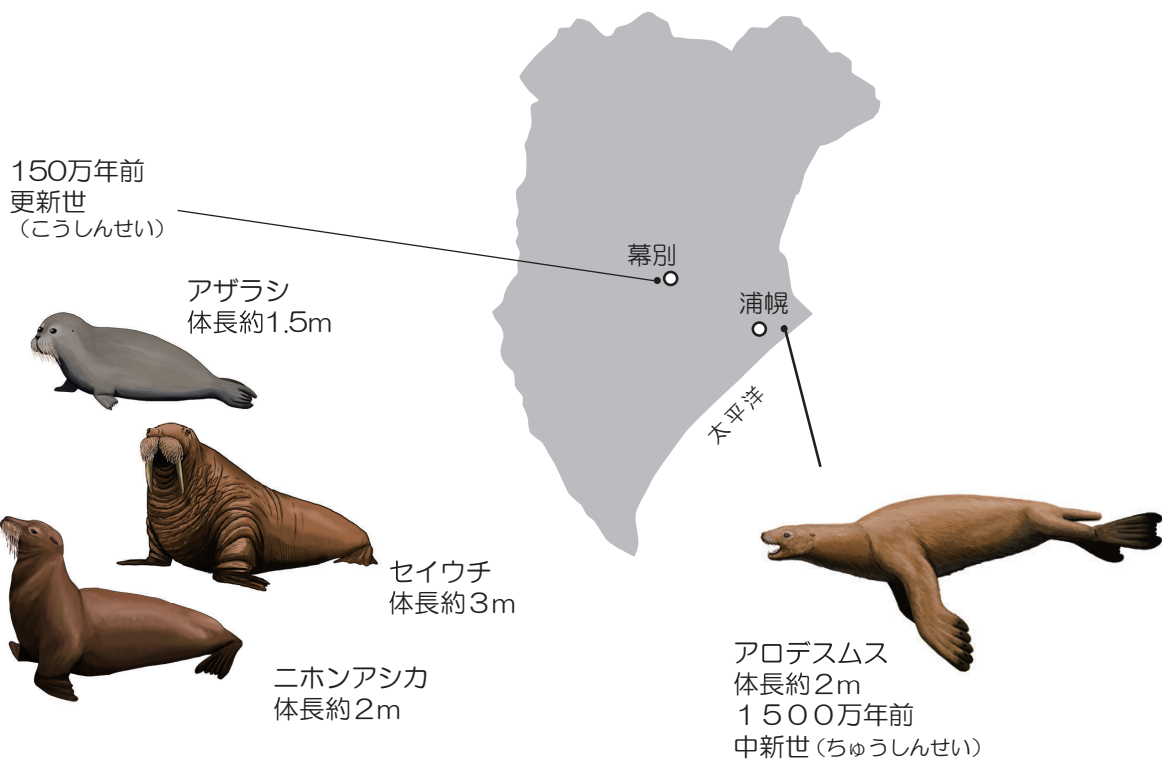 150万年前
更新世
（こうしんせい）
アザラシ
体長約1.5m
セイウチ
体長約３m
ニホンアシカ
体長約２m
幕別
浦幌
太平洋
アロデスムス
体長約２m
１５００万年前
中新世（ちゅうしんせい）